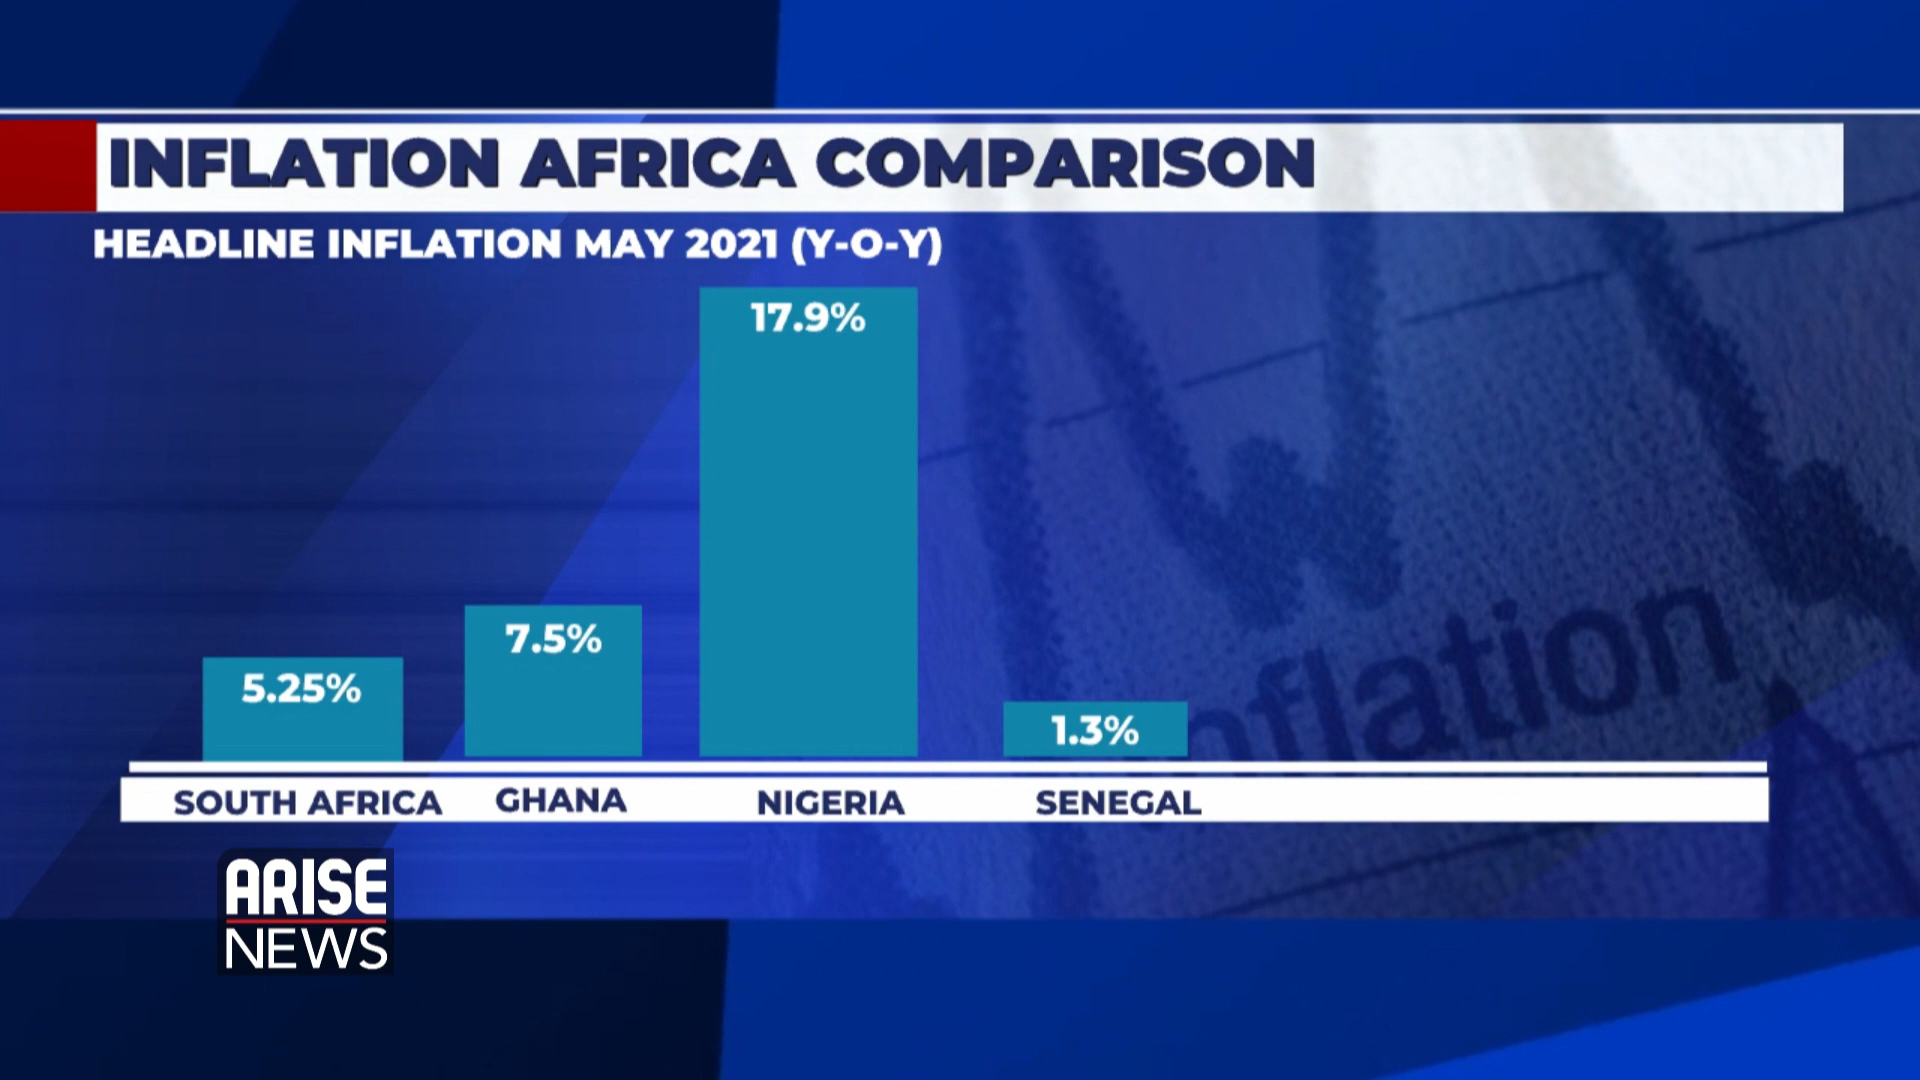 INFLATION AFRICA COMPARISON
HEADLINE INFLATION MAY 2021 (Y-O-Y)
17.9%
7.5%
5.25%
1.3%
inflation
SOUTH AFRICA GHANA NIGERIA SENEGAL
ARISE
NEWS